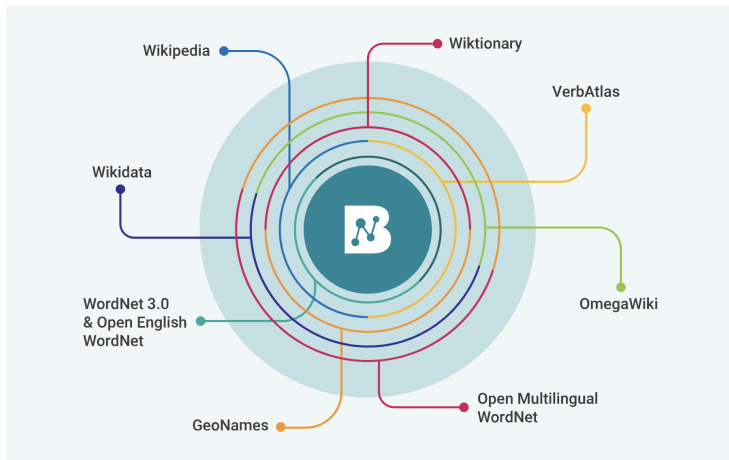 Wikipedia
Wiktionary
VerbAtlas
Wikidata
WordNet 3.0
& Open English
WordNet
B
OmegaWiki
Open Multilingual
WordNet
GeoNames